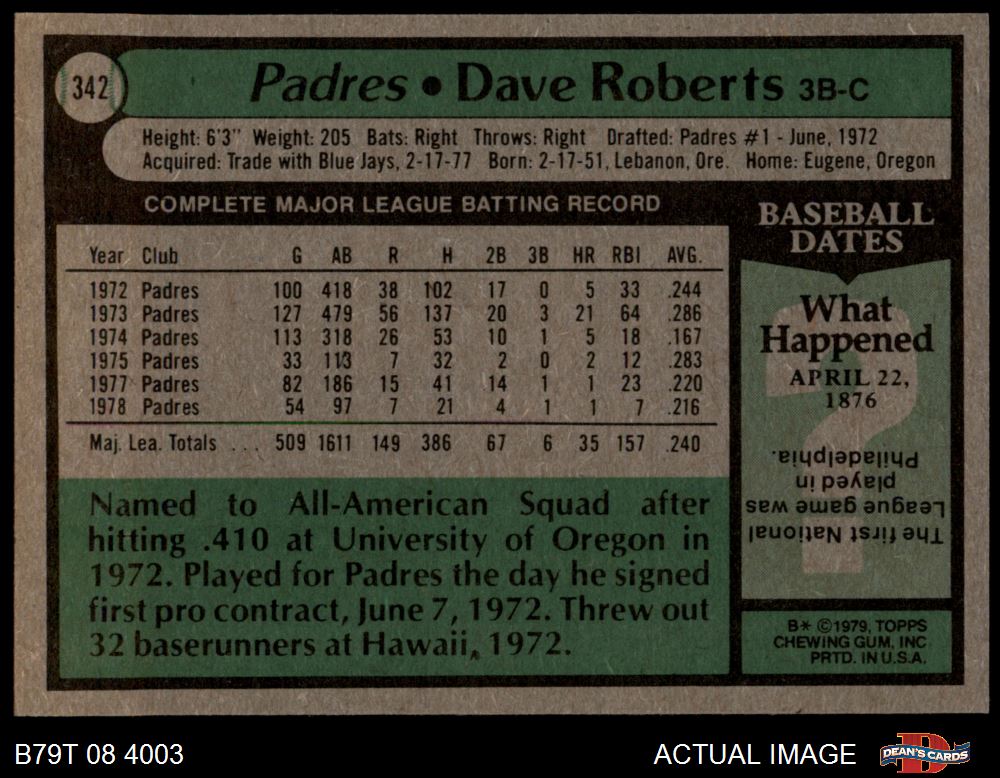 342
Padres • Dave Roberts 3B-C
Height: 6'3" Weight: 205 Bats: Right Throws: Right Drafted: Padres #1 - June, 1972
Acquired: Trade with Blue Jays, 2-17-77 Born: 2-17-51, Lebanon, Ore. Home: Eugene, Oregon
COMPLETE MAJOR LEAGUE BATTING RECORD
Year Club G AB R H 2B 3B HR RBI AVG.
1972 Padres 100 418 38 102 17 0 5 33 .244
1973 Padres 127 479 56 137 20 3 21 64 .286
1974 Padres 113 318 26 53 10 1 5 18 .167
1975 Padres 33 113 7 32 2 0 2 12 .283
1977 Padres 82 186 15 41 14 1 1 23 .220
1978 Padres 54 97 7 21 4 1 1 7 .216
Maj. Lea. Totals . . . 509 1611 149 386 67 6 35 157 .240
Named to All-American Squad after
hitting .410 at University of Oregon in
1972. Played for Padres the day he signed
first pro contract, June 7, 1972. Threw out
32 baserunners at Hawaii, 1972.
BASEBALL
DATES
What
Happened
APRIL 22,
1876
?
The first National
League game was
played in
Philadelphia.
B* ©1979, TOPPS
CHEWING GUM, INC
PRTD. IN U.S.A.
B79T 08 4003
ACTUAL IMAGE
D
DEAN'S CARDS